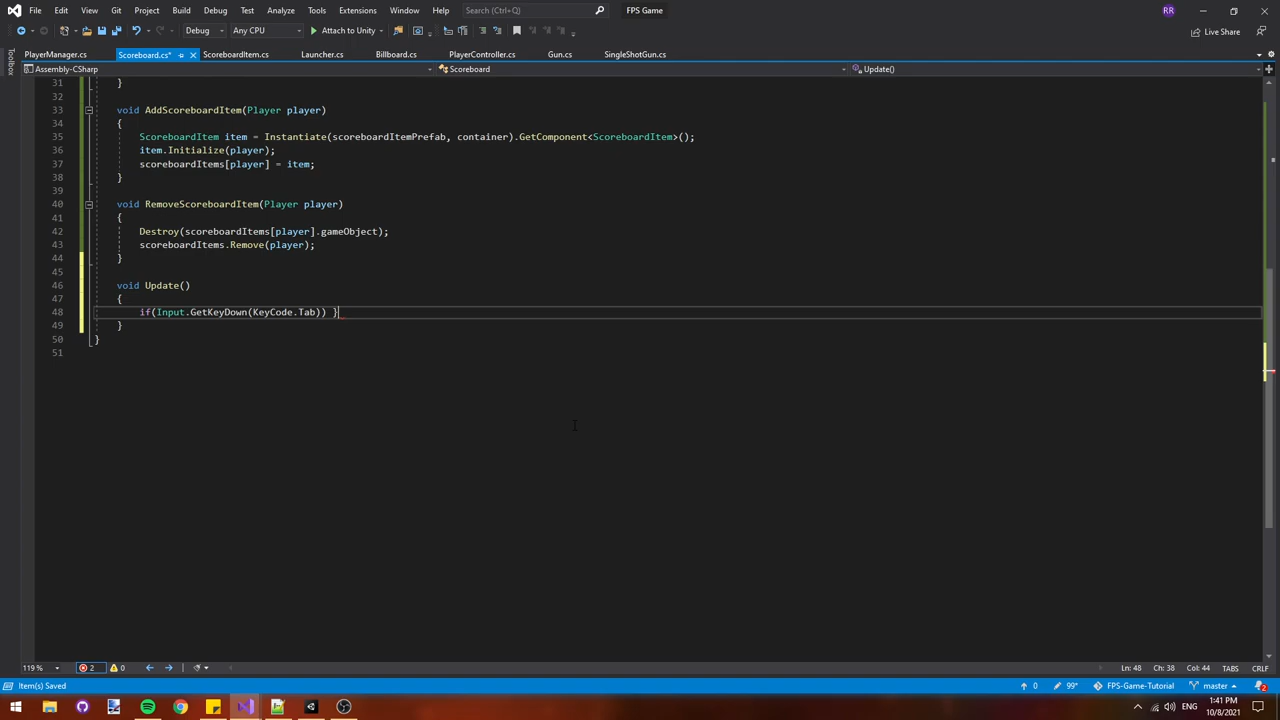 File Edit View Git Project Build Debug Test Analyze Tools Extensions Window Help Search (Ctrl+Q) FPS Game RR
Debug Any CPU Attach to Unity Live Share
PlayerManager.cs Scoreboard.cs* ScoreboardItem.cs Launcher.cs Billboard.cs PlayerController.cs Gun.cs SingleShotGun.cs
Toolbox
Assembly-CSharp Scoreboard Update()
31 }
32
33 void AddScoreboardItem(Player player)
34 {
35 ScoreboardItem item = Instantiate(scoreboardItemPrefab, container).GetComponent<ScoreboardItem>();
36 item.Initialize(player);
37 scoreboardItems[player] = item;
38 }
39
40 void RemoveScoreboardItem(Player player)
41 {
42 Destroy(scoreboardItems[player].gameObject);
43 scoreboardItems.Remove(player);
44 }
45
46 void Update()
47 {
48 if(Input.GetKeyDown(KeyCode.Tab)) }
49 }
50 }
51
119 % 2 0 Ln: 48 Ch: 38 Col: 44 TABS CRLF
Item(s) Saved 0 99+ FPS-Game-Tutorial master 2
ENG 1:41 PM
10/8/2021